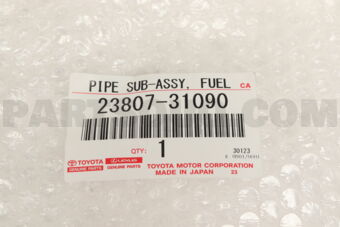 PIPE SUB-ASSY, FUEL CA
23807-31090
QTY: 1
30123
TOYOTA LEXUS
GENUINE PARTS GENUINE PARTS
TOYOTA MOTOR CORPORATION
MADE IN JAPAN 23